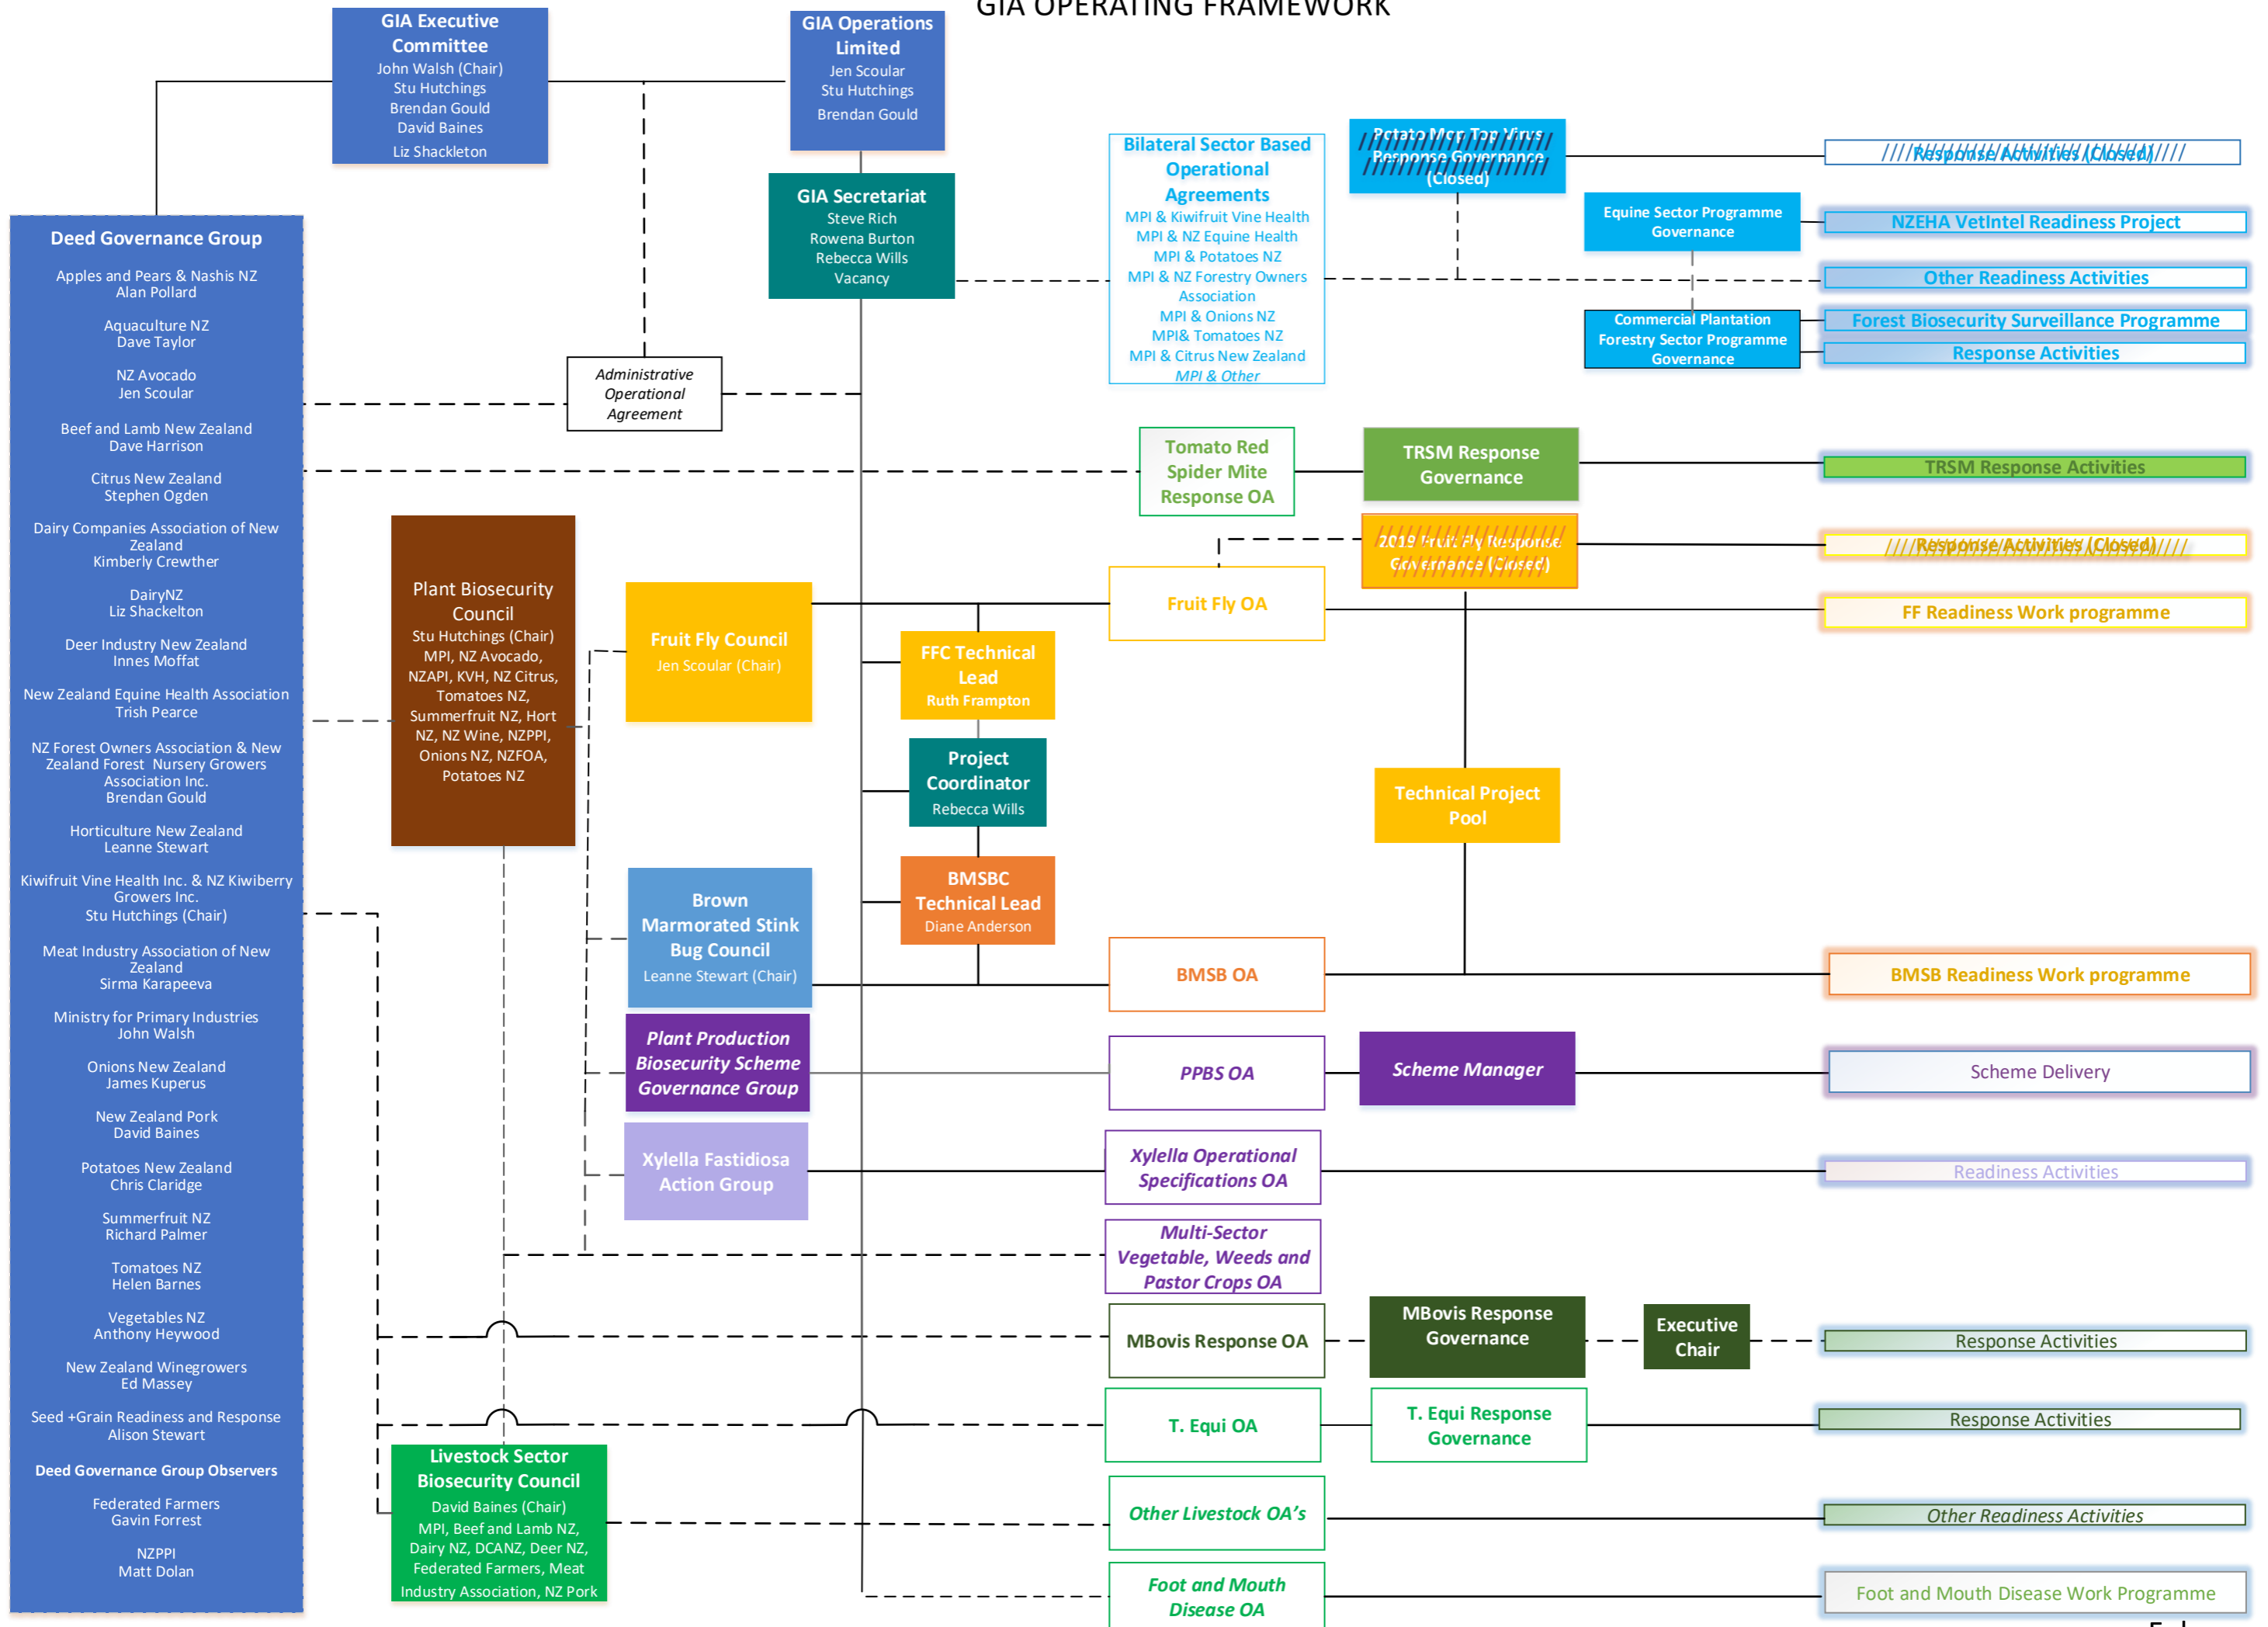 GIA OPERATING FRAMEWORK
GIA Executive
Committee
John Walsh (Chair)
Stu Hutchings
Brendan Gould
David Baines
Liz Shackleton
GIA Operations
Limited
Jen Scoular
Stu Hutchings
Brendan Gould
GIA Secretariat
Steve Rich
Rowena Burton
Rebecca Wills
Vacancy
Administrative
Operational
Agreement
Deed Governance Group
Apples and Pears & Nashis NZ
Alan Pollard
Aquaculture NZ
Dave Taylor
NZ Avocado
Jen Scoular
Beef and Lamb New Zealand
Dave Harrison
Citrus New Zealand
Stephen Ogden
Dairy Companies Association of New
Zealand
Kimberly Crewther
DairyNZ
Liz Shackelton
Deer Industry New Zealand
Innes Moffat
New Zealand Equine Health Association
Trish Pearce
NZ Forest Owners Association & New
Zealand Forest Nursery Growers
Association Inc.
Brendan Gould
Horticulture New Zealand
Leanne Stewart
Kiwifruit Vine Health Inc. & NZ Kiwiberry
Growers Inc.
Stu Hutchings (Chair)
Meat Industry Association of New
Zealand
Sirma Karapeeva
Ministry for Primary Industries
John Walsh
Onions New Zealand
James Kuperus
New Zealand Pork
David Baines
Potatoes New Zealand
Chris Claridge
Summerfruit NZ
Richard Palmer
Tomatoes NZ
Helen Barnes
Vegetables NZ
Anthony Heywood
New Zealand Winegrowers
Ed Massey
Seed +Grain Readiness and Response
Alison Stewart
Deed Governance Group Observers
Federated Farmers
Gavin Forrest
NZPPI
Matt Dolan
Plant Biosecurity
Council
Stu Hutchings (Chair)
MPI, NZ Avocado,
NZAPI, KVH, NZ Citrus,
Tomatoes NZ,
Summerfruit NZ, Hort
NZ, NZ Wine, NZPPI,
Onions NZ, NZFOA,
Potatoes NZ
Livestock Sector
Biosecurity Council
David Baines (Chair)
MPI, Beef and Lamb NZ,
Dairy NZ, DCANZ, Deer NZ,
Federated Farmers, Meat
Industry Association, NZ Pork
Fruit Fly Council
Jen Scoular (Chair)
Brown
Marmorated Stink
Bug Council
Leanne Stewart (Chair)
Plant Production
Biosecurity Scheme
Governance Group
Xylella Fastidiosa
Action Group
FFC Technical
Lead
Ruth Frampton
Project
Coordinator
Rebecca Wills
BMSBC
Technical Lead
Diane Anderson
Bilateral Sector Based
Operational
Agreements
MPI & Kiwifruit Vine Health
MPI & NZ Equine Health
MPI & Potatoes NZ
MPI & NZ Forestry Owners
Association
MPI & Onions NZ
MPI& Tomatoes NZ
MPI & Citrus New Zealand
MPI & Other
Potato Mop Top Virus
Response Governance
(Closed)
Response Activities (Closed)
Equine Sector Programme
Governance
NZEHA VetIntel Readiness Project
Other Readiness Activities
Commercial Plantation
Forestry Sector Programme
Governance
Forest Biosecurity Surveillance Programme
Response Activities
Tomato Red
Spider Mite
Response OA
TRSM Response
Governance
TRSM Response Activities
2019 Fruit Fly Response
Governance (Closed)
Response Activities (Closed)
Fruit Fly OA
FF Readiness Work programme
Technical Project
Pool
BMSB OA
BMSB Readiness Work programme
PPBS OA
Scheme Manager
Scheme Delivery
Xylella Operational
Specifications OA
Readiness Activities
Multi-Sector
Vegetable, Weeds and
Pastor Crops OA
MBovis Response OA
MBovis Response
Governance
Executive
Chair
Response Activities
T. Equi OA
T. Equi Response
Governance
Response Activities
Other Livestock OA’s
Other Readiness Activities
Foot and Mouth
Disease OA
Foot and Mouth Disease Work Programme